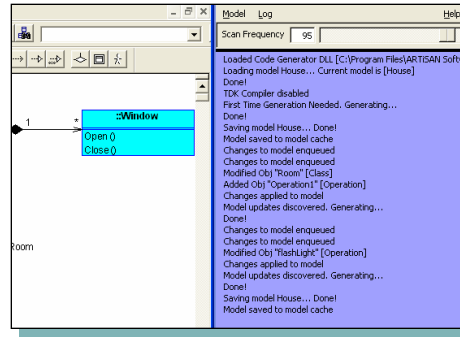 1
*
::Window
Open ()
Close ()
Room
Model Log Help
Scan Frequency 95
Loaded Code Generator DLL [C:\Program Files\ARTISAN Soft
Loading model House... Current model is [House]
Done!
TDK Compiler disabled
First Time Generation Needed. Generating...
Done!
Saving model House... Done!
Model saved to model cache
Changes to model enqueued
Changes to model enqueued
Modified Obj "Room" [Class]
Added Obj "Operation1" [Operation]
Changes applied to model
Model updates discovered. Generating...
Done!
Changes to model enqueued
Changes to model enqueued
Modified Obj "flashLight" [Operation]
Changes applied to model
Model updates discovered. Generating...
Done!
Saving model House... Done!
Model saved to model cache